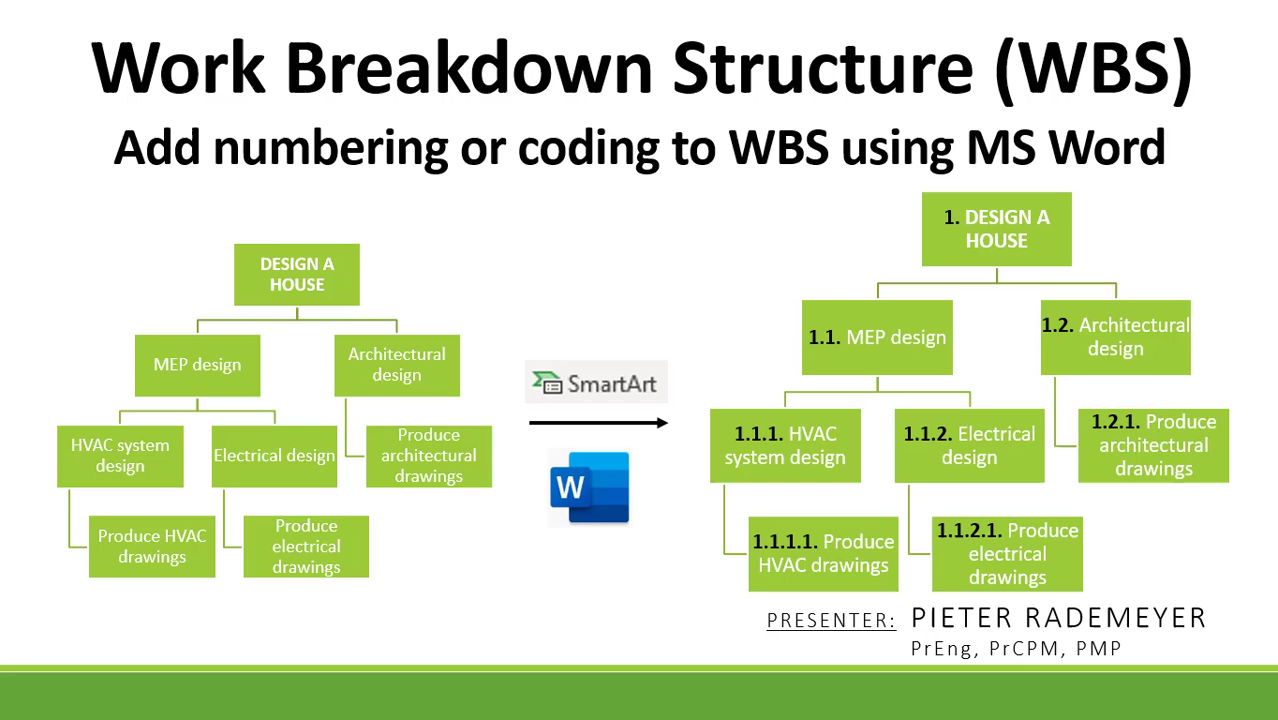 Work Breakdown Structure (WBS)
Add numbering or coding to WBS using MS Word
DESIGN A
HOUSE
MEP design
Architectural
design
HVAC system
design
Electrical design
Produce
architectural
drawings
Produce HVAC
drawings
Produce
electrical
drawings
SmartArt
W
1. DESIGN A
HOUSE
1.1. MEP design
1.2. Architectural
design
1.1.1. HVAC
system design
1.1.2. Electrical
design
1.2.1. Produce
architectural
drawings
1.1.1.1. Produce
HVAC drawings
1.1.2.1. Produce
electrical
drawings
PRESENTER: PIETER RADEMEYER
PrEng, PrCPM, PMP